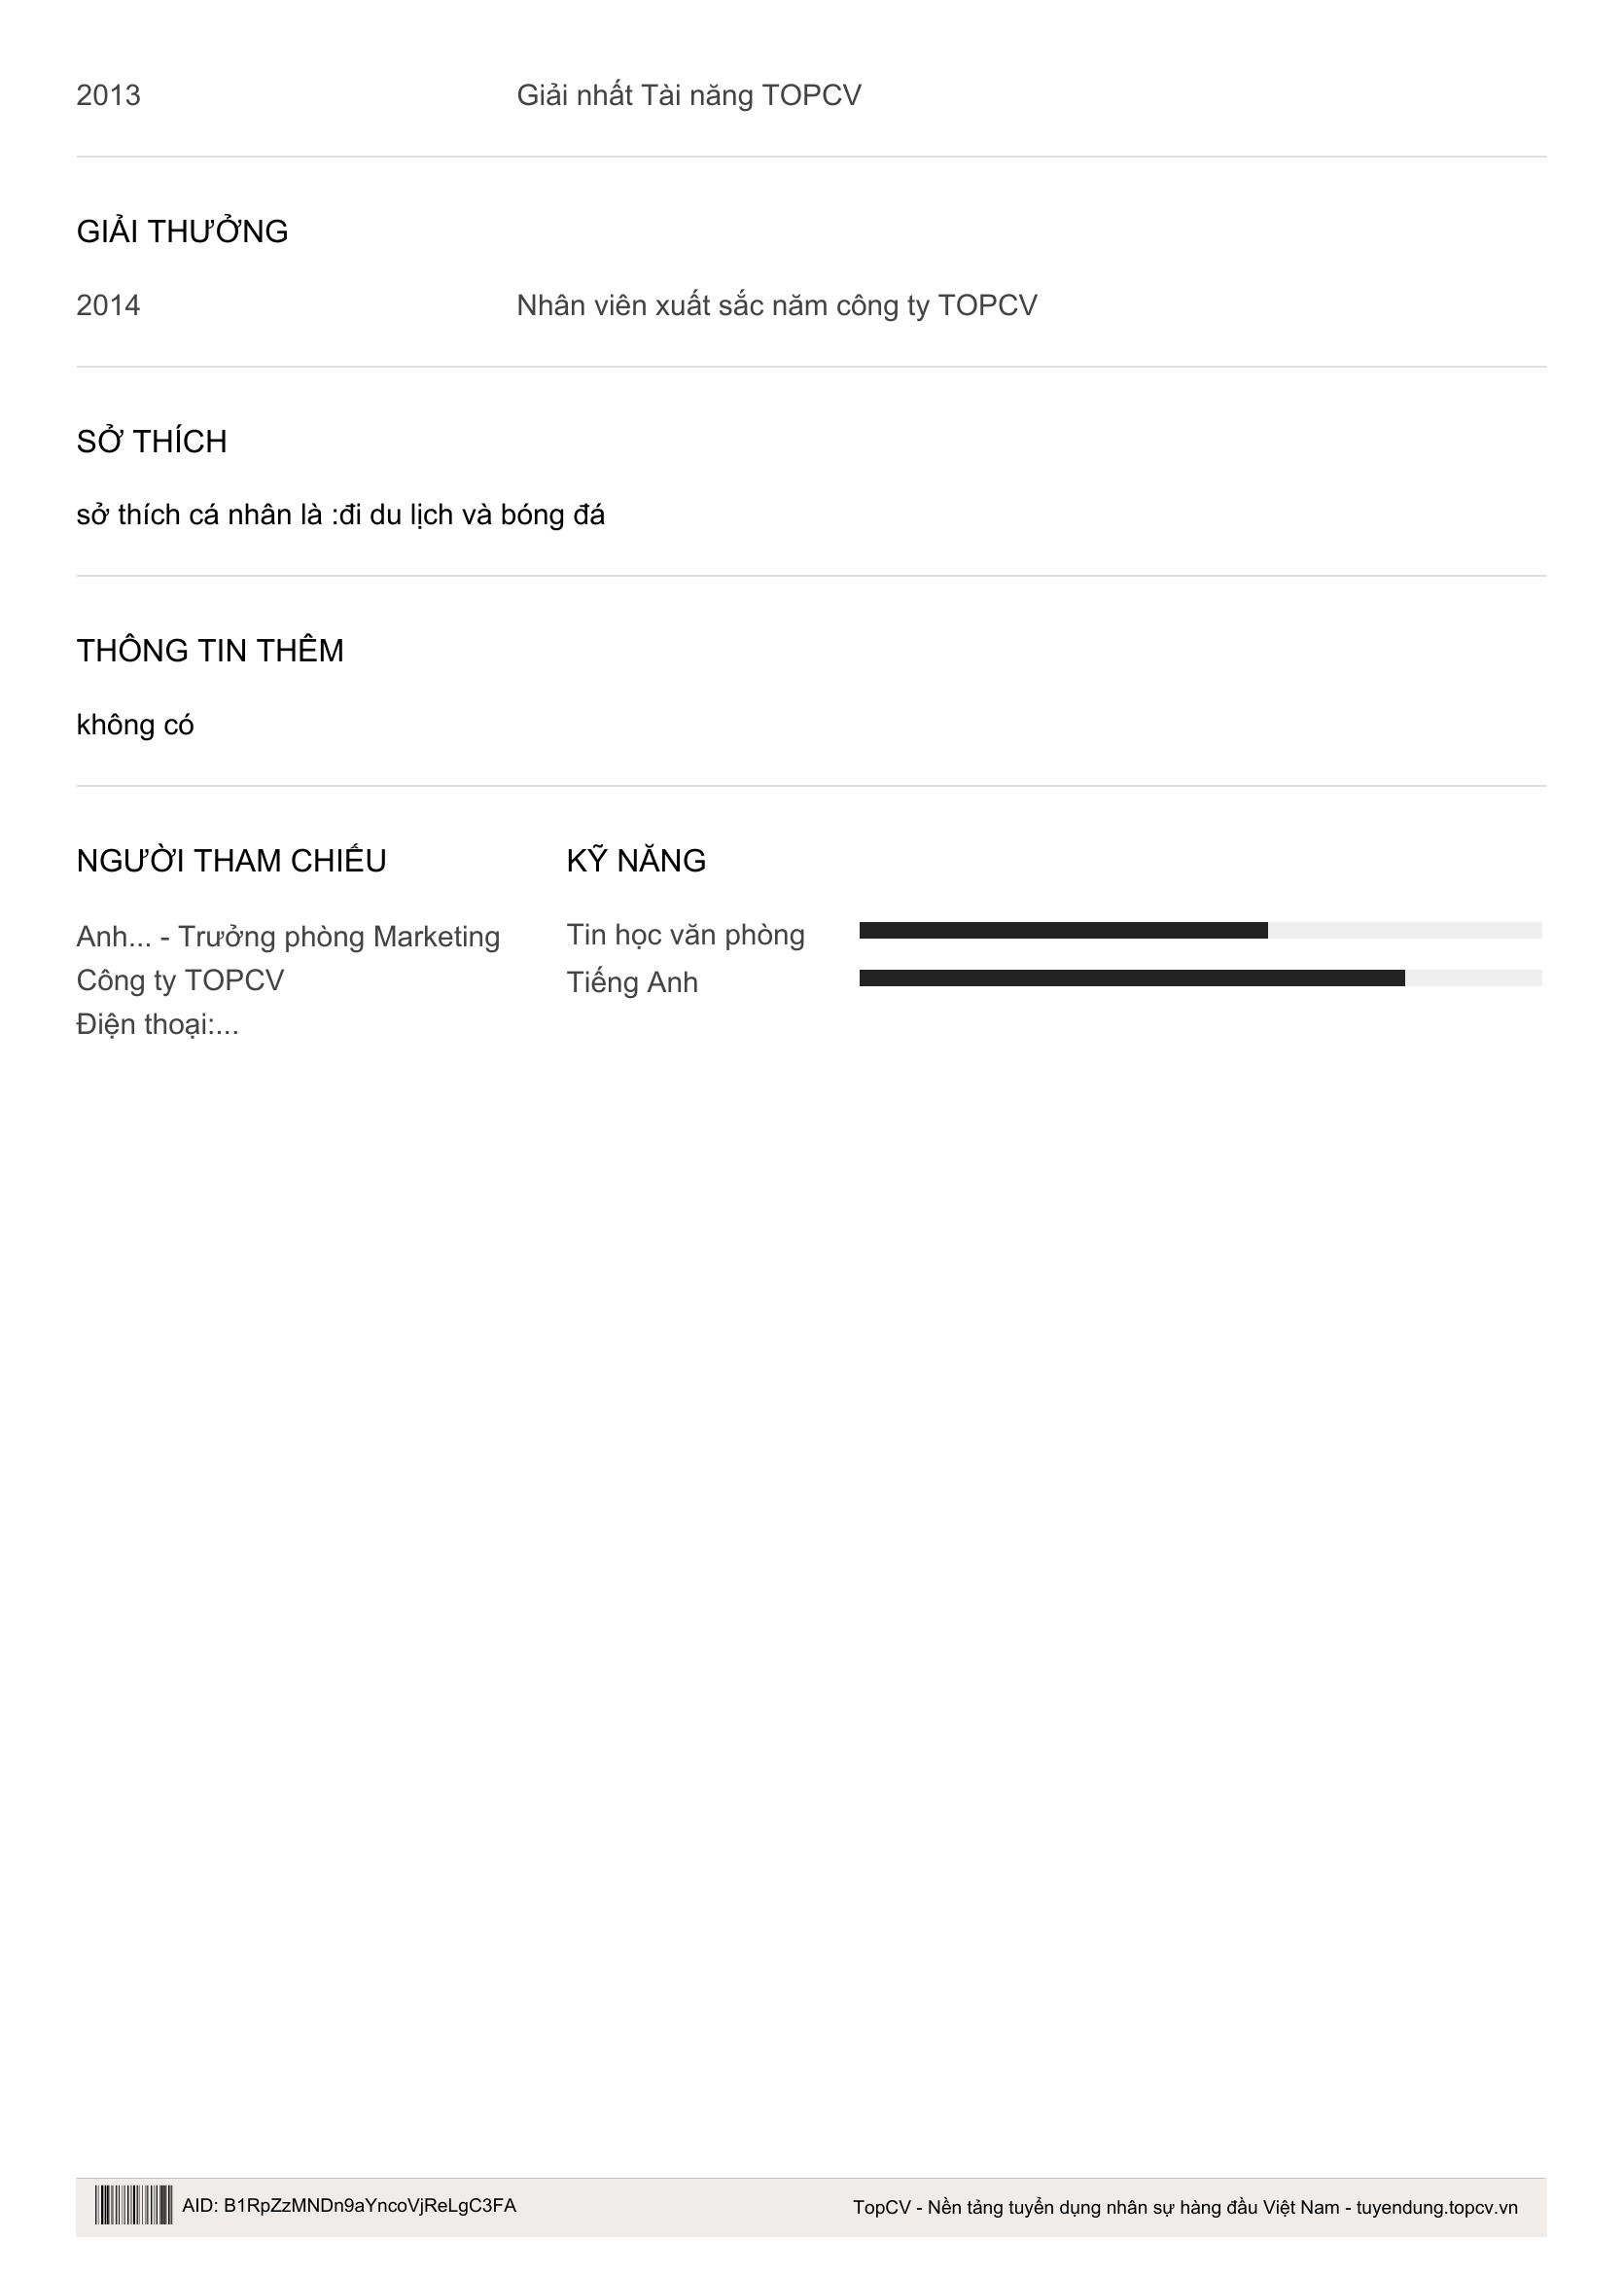 2013 Giải nhất Tài năng TOPCV
GIẢI THƯỞNG
2014 Nhân viên xuất sắc năm công ty TOPCV
SỞ THÍCH
sở thích cá nhân là :đi du lịch và bóng đá
THÔNG TIN THÊM
không có
NGƯỜI THAM CHIẾU
Anh... - Trưởng phòng Marketing
Công ty TOPCV
Điện thoại:...
KỸ NĂNG
Tin học văn phòng
Tiếng Anh
AID: B1RpZzMNDn9aYncoVjReLgC3FA
TopCV - Nền tảng tuyển dụng nhân sự hàng đầu Việt Nam - tuyendung.topcv.vn